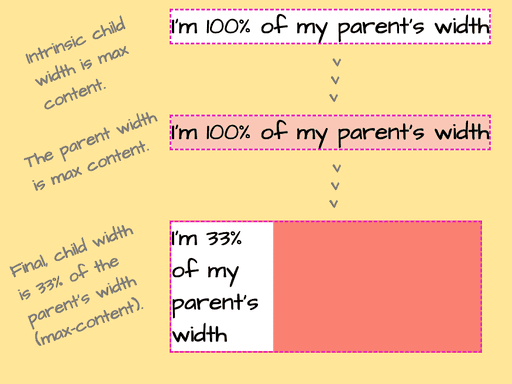 Intrinsic child
width is max
content.
I'm 100% of my parent's width
The parent width
is max content.
I'm 100% of my parent's width
Final, child width
is 33% of the
parent's width
(max-content).
I'm 33%
of my
parent's
width